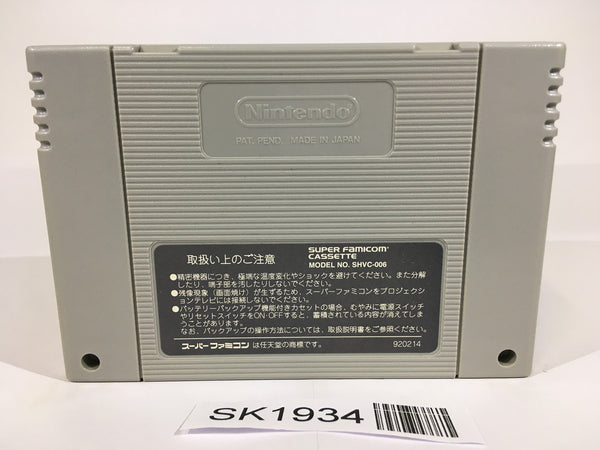 Nintendo
PAT. PEND. MADE IN JAPAN
取扱い上のご注意
SUPER FAMICOM
CASSETTE
MODEL NO. SHVC-006
●精密機器につき、極端な温度変化やショックを避けてください。また分解
したり、端子部を汚したりしないでください。
●残像現象（画面焼け）が生ずるため、スーパーファミコンをプロジェクショ
ンテレビには接続しないでください。
●バッテリーバックアップ機能付きカセットの場合、むやみに電源スイッチ
やリセットスイッチをON・OFFすると、蓄積されている内容が消えてしま
うことがあります。
なお、バックアップの操作方法については、取扱説明書をご参照ください。
スーパーファミコンは任天堂の商標です。
920214
SK1934